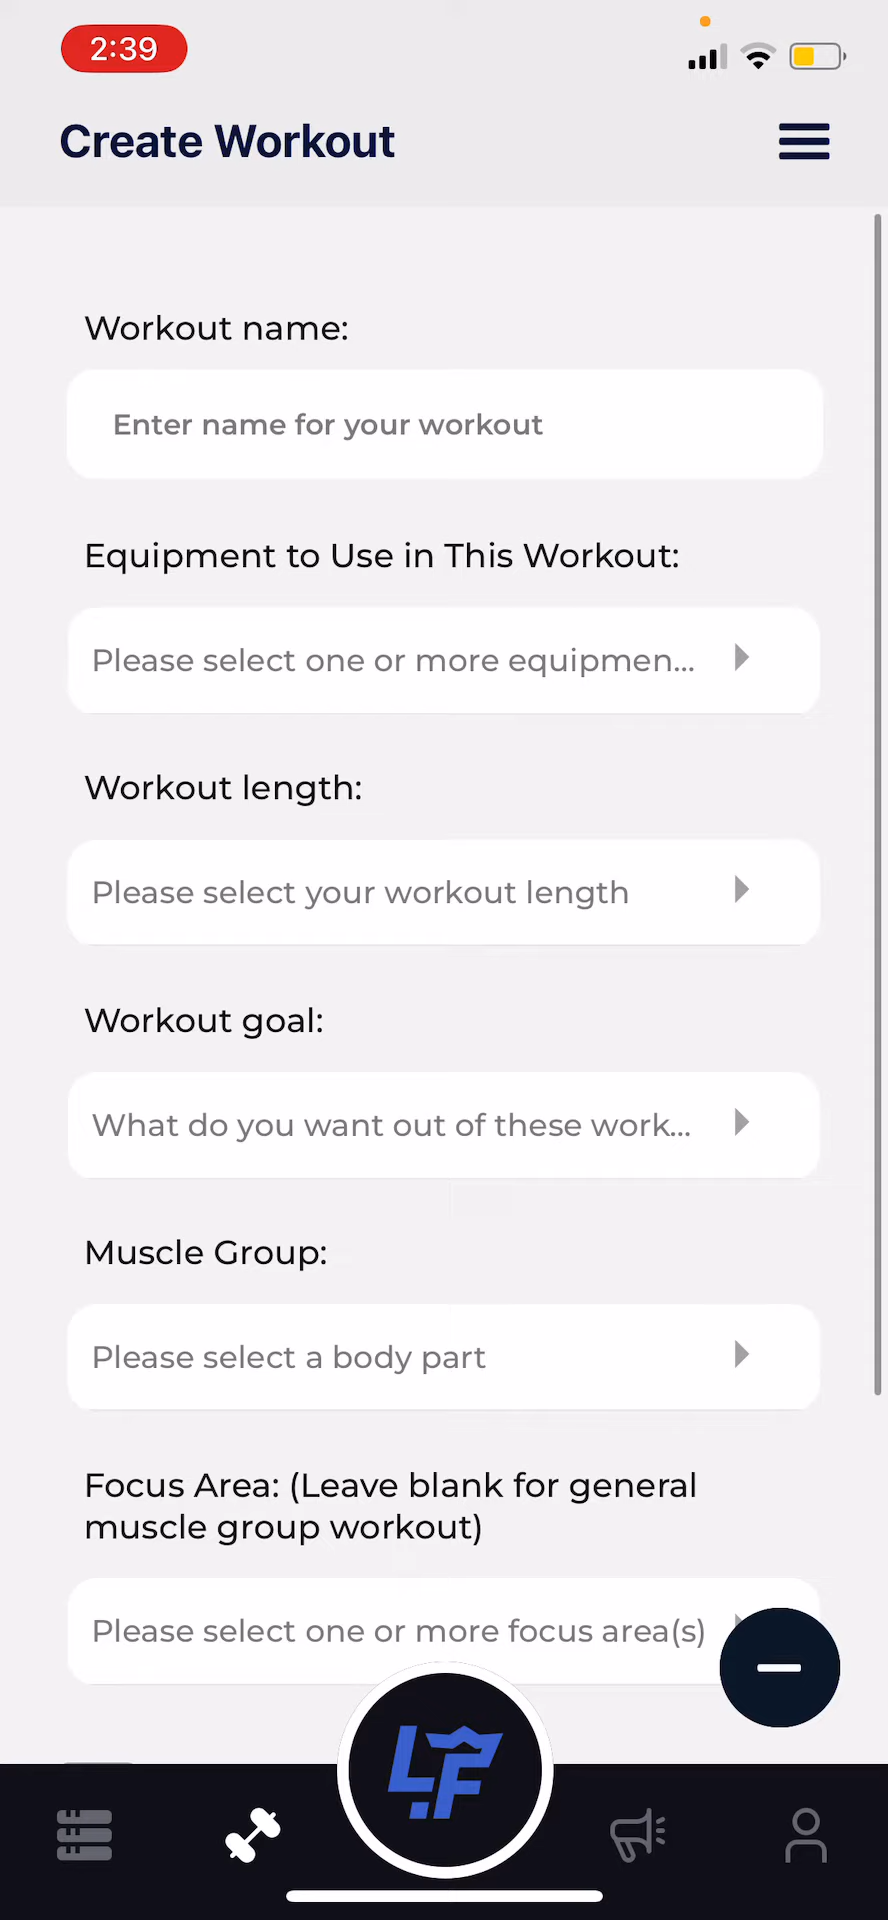 2:39
Create Workout
Workout name:
Enter name for your workout
Equipment to Use in This Workout:
Please select one or more equipmen...
Workout length:
Please select your workout length
Workout goal:
What do you want out of these work...
Muscle Group:
Please select a body part
Focus Area: (Leave blank for general
muscle group workout)
Please select one or more focus area(s)
LF